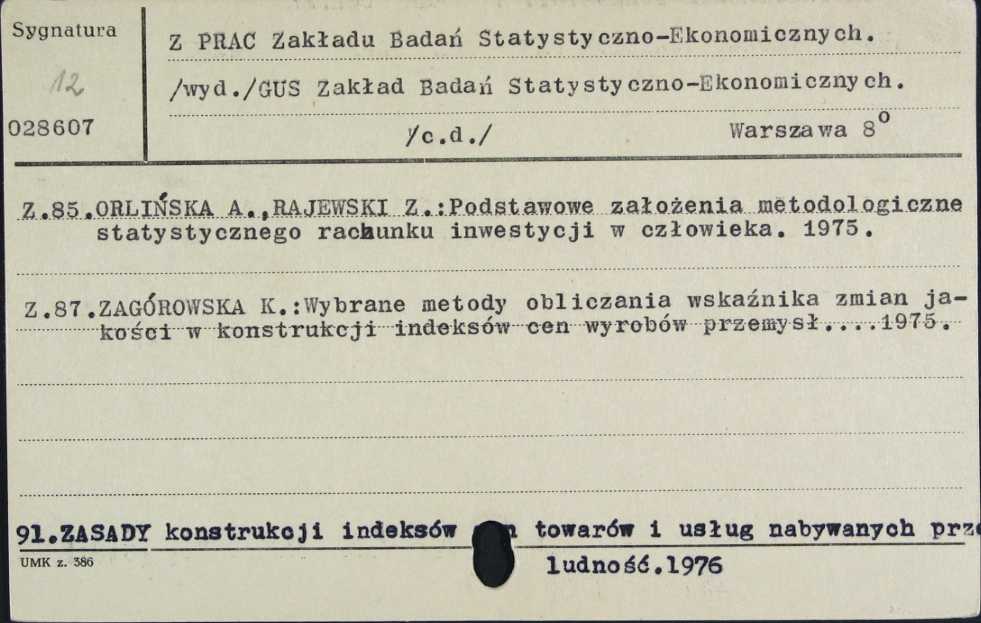 Sygnatura
Z PRAC Zakładu Badań Statystyczno-Ekonomicznych.
12
/wyd./GUS Zakład Badań Statystyczno-Ekonomicznych.
028607
/c.d./ Warszawa 8°
Z.85.ORLIŃSKA A.,RAJEWSKI Z.:Podstawowe założenia metodologiczne
statystycznego rachunku inwestycji w człowieka. 1975.
Z.87.ZAGÓROWSKA K.:Wybrane metody obliczania wskaźnika zmian ja-
kości w konstrukcji indeksów cen wyrobów przemysł....1975.
91.ZASADY konstrukcji indeksów towarów i usług nabywanych prze
UMK z. 386
ludność.1976